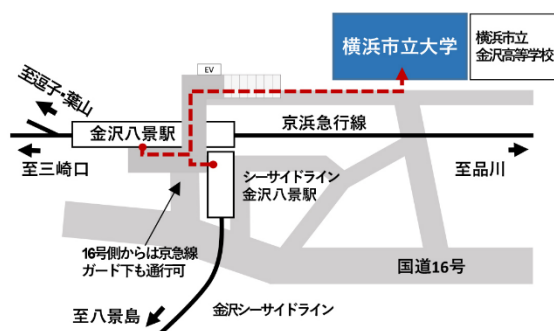 横浜市立大学
横浜市立
金沢高等学校
EV
至逗子・葉山
金沢八景駅
京浜急行線
至三崎口
至品川
シーサイドライン
金沢八景駅
16号側からは京急線
ガード下も通行可
国道16号
至八景島
金沢シーサイドライン